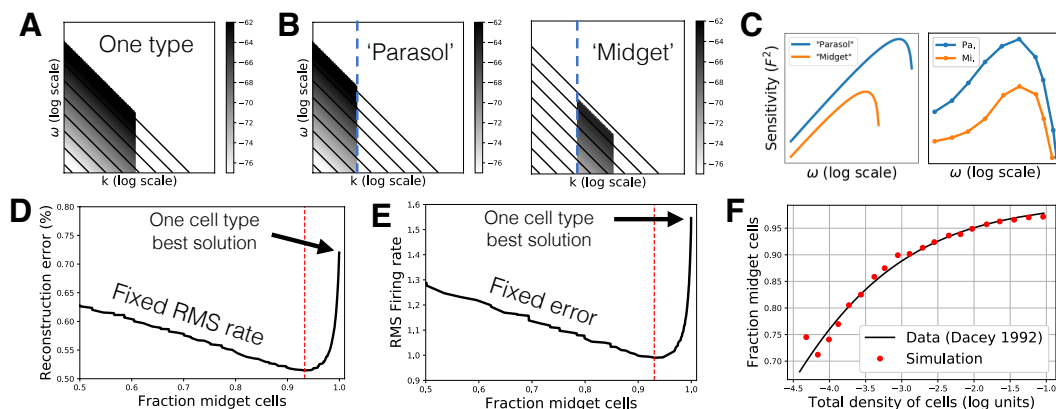 A
One type
ω (log scale)
k (log scale)
−62
−64
−66
−68
−70
−72
−74
−76
B
'Parasol'
k (log scale)
−62
−64
−66
−68
−70
−72
−74
−76
'Midget'
k (log scale)
−62
−64
−66
−68
−70
−72
−74
−76
C
Sensitivity (F²)
"Parasol"
"Midget"
ω (log scale)
Pa.
Mi.
ω (log scale)
D
Reconstruction error (%)
0.80
0.75
0.70
0.65
0.60
0.55
0.50
One cell type
best solution
Fixed RMS rate
0.5 0.6 0.7 0.8 0.9 1.0
Fraction midget cells
E
RMS Firing rate
1.6
1.5
1.4
1.3
1.2
1.1
1.0
0.9
One cell type
best solution
Fixed error
0.5 0.6 0.7 0.8 0.9 1.0
Fraction midget cells
F
Fraction midget cells
0.95
0.90
0.85
0.80
0.75
0.70
Data (Dacey 1992)
Simulation
−4.5 −4.0 −3.5 −3.0 −2.5 −2.0 −1.5 −1.0
Total density of cells (log units)